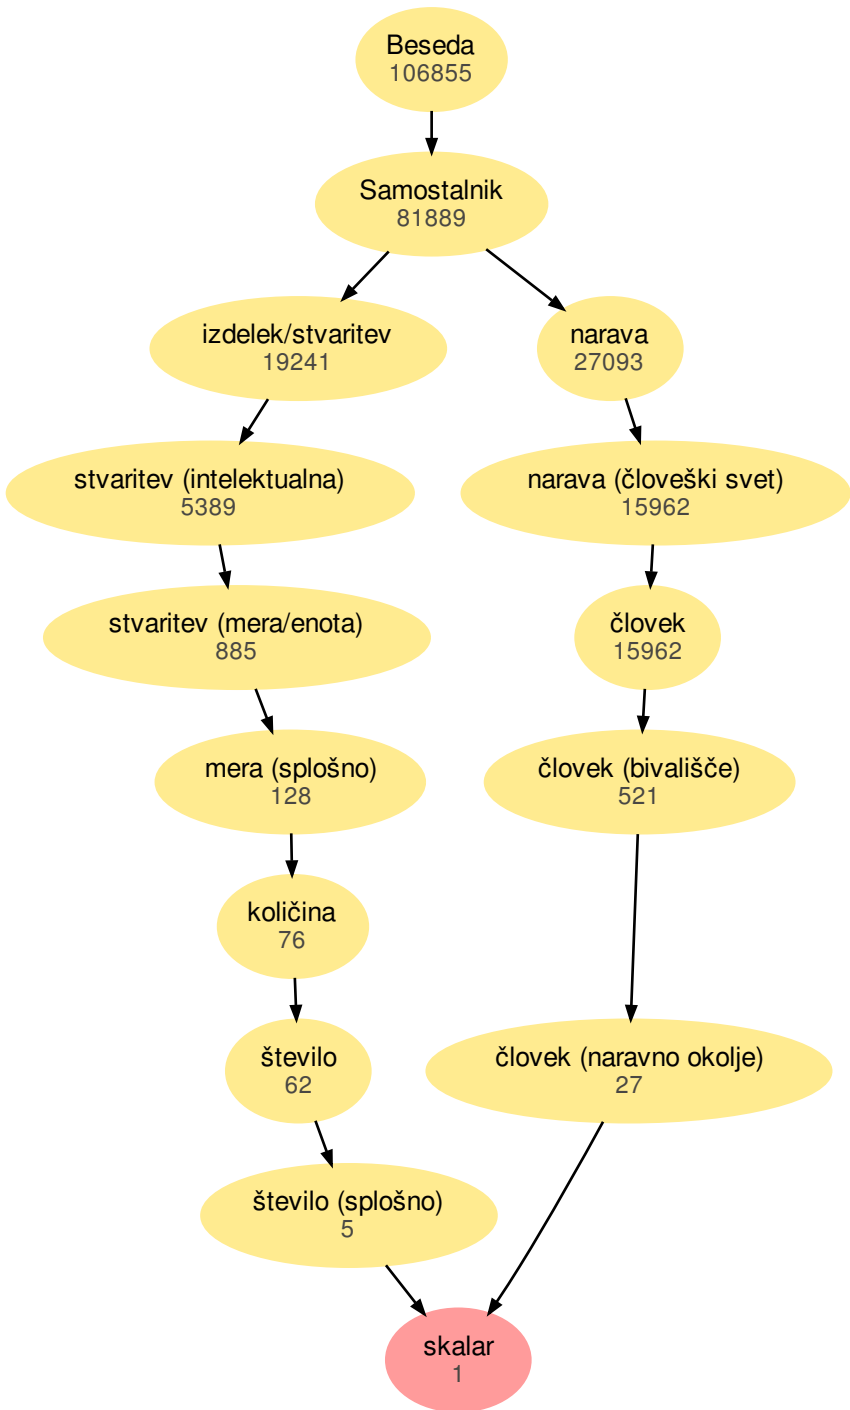 Beseda
106855
Samostalnik
81889
izdelek/stvaritev
19241
narava
27093
stvaritev (intelektualna)
5389
narava (človeški svet)
15962
stvaritev (mera/enota)
885
človek
15962
mera (splošno)
128
človek (bivališče)
521
količina
76
število
62
človek (naravno okolje)
27
število (splošno)
5
skalar
1